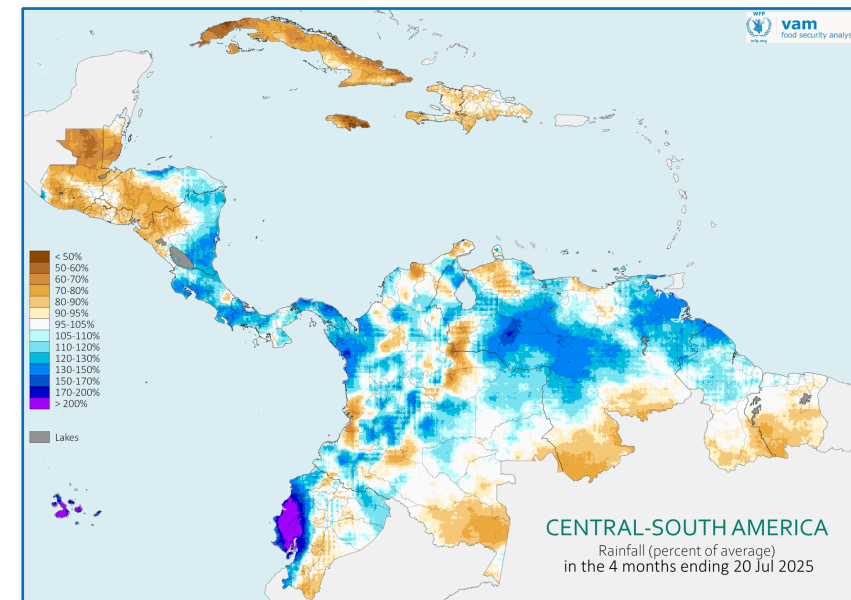 WFP
wfp.org
vam
food security analys
< 50%
50-60%
60-70%
70-80%
80-90%
90-95%
95-105%
105-110%
110-120%
120-130%
130-150%
150-170%
170-200%
> 200%
Lakes
CENTRAL-SOUTH AMERICA
Rainfall (percent of average)
in the 4 months ending 20 Jul 2025